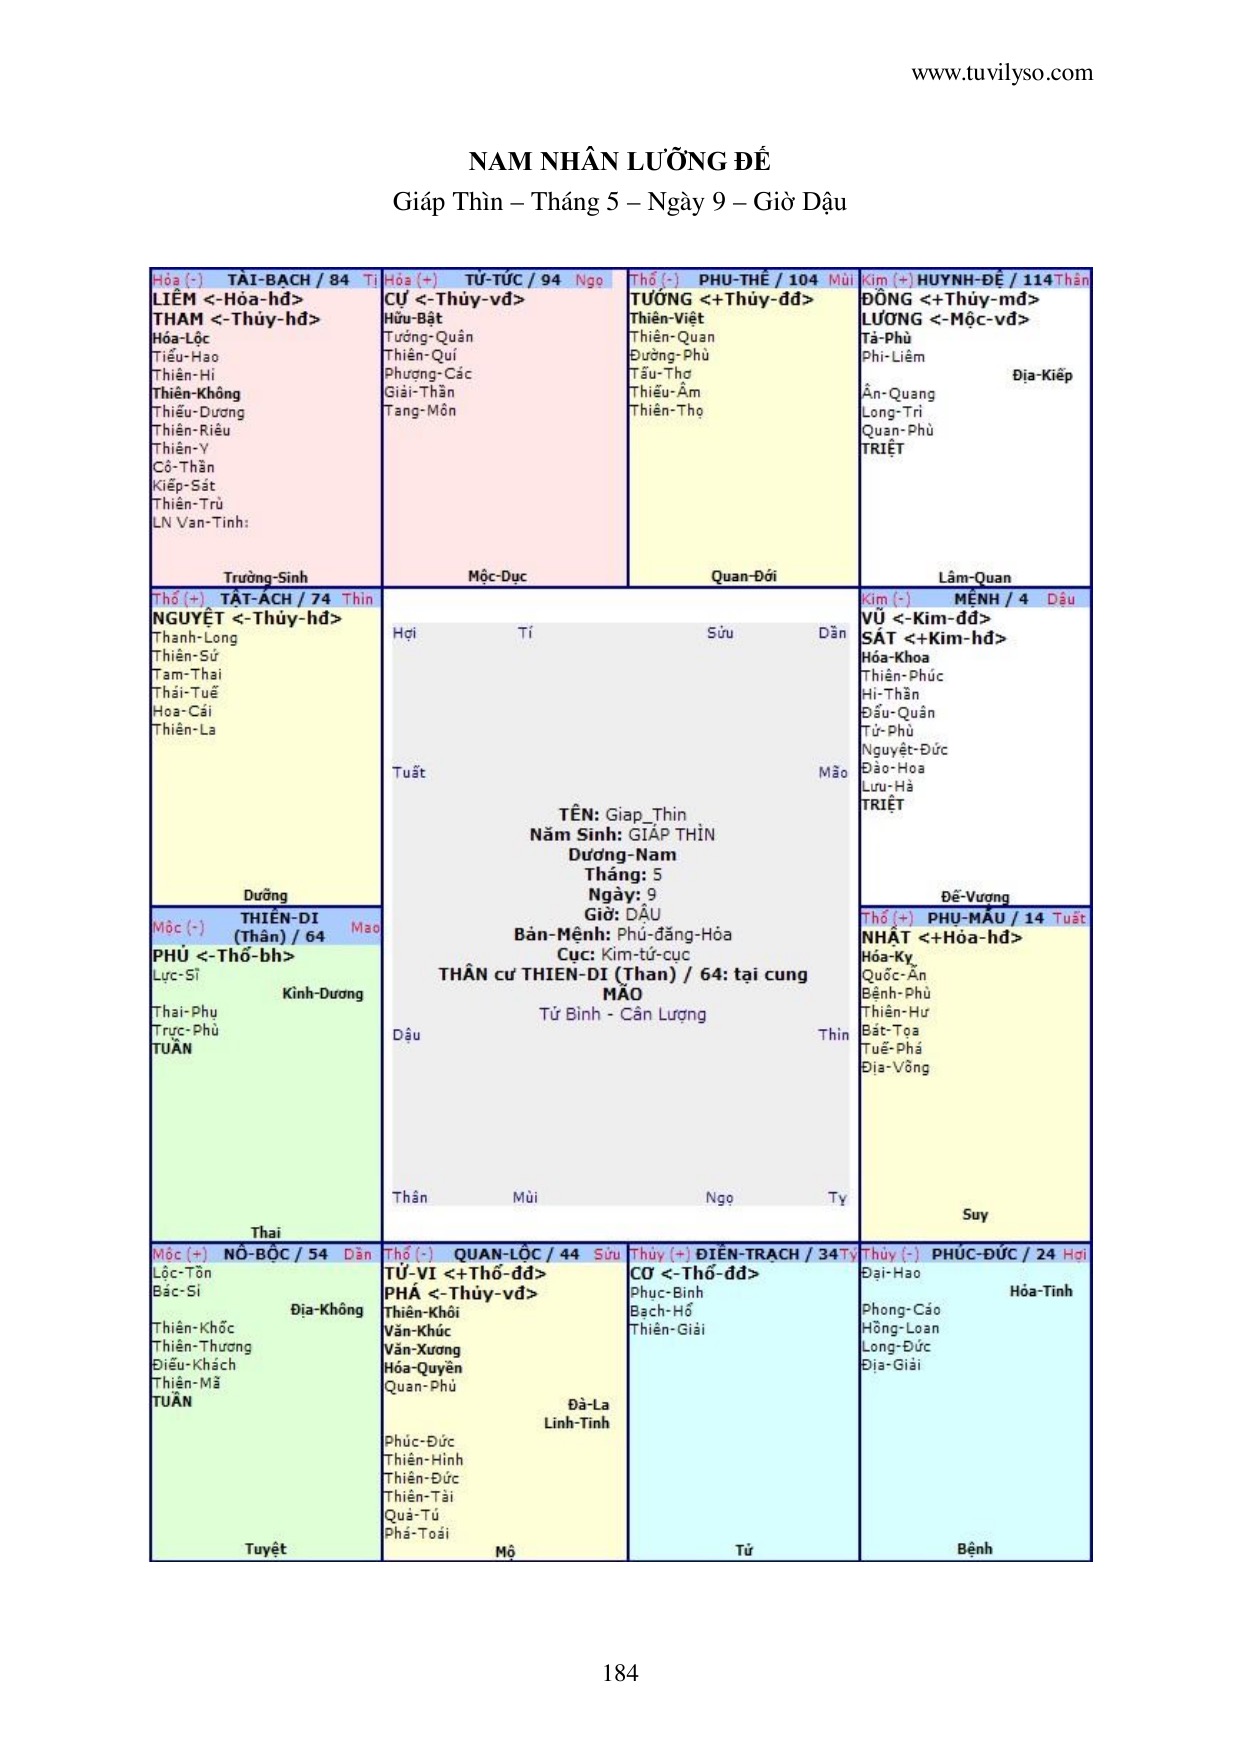 www.tuvilyso.com
NAM NHÂN LƯỠNG ĐẾ
Giáp Thìn – Tháng 5 – Ngày 9 – Giờ Dậu
Hỏa (-) TÀI-BẠCH / 84 Tị
LIÊM <-Hỏa-hđ>
THAM <-Thủy-hđ>
Hóa-Lộc
Tiểu-Hao
Thiên-Hỉ
Thiên-Không
Thiếu-Dương
Thiên-Riêu
Thiên-Y
Cô-Thần
Kiếp-Sát
Thiên-Trù
LN Van-Tinh:
Trường-Sinh
Hỏa (+) TỬ-TỨC / 94 Ngọ
CỰ <-Thủy-vđ>
Hữu-Bật
Tướng-Quân
Thiên-Quí
Phượng-Các
Giải-Thần
Tang-Môn
Mộc-Dục
Thổ (-) PHU-THÊ / 104 Mùi
TƯỚNG <+Thủy-đđ>
Thiên-Việt
Thiên-Quan
Đường-Phù
Tấu-Thơ
Thiếu-Âm
Thiên-Thọ
Quan-Đới
Kim (+) HUYNH-ĐỆ / 114 Thân
ĐỒNG <+Thủy-mđ>
LƯƠNG <-Mộc-vđ>
Tả-Phù
Phi-Liêm
Địa-Kiếp
Ân-Quang
Long-Trì
Quan-Phù
TRIỆT
Lâm-Quan
Thổ (+) TẬT-ÁCH / 74 Thìn
NGUYỆT <-Thủy-hđ>
Thanh-Long
Thiên-Sứ
Tam-Thai
Thái-Tuế
Hoa-Cái
Thiên-La
Dưỡng
Kim (-) MỆNH / 4 Dậu
VŨ <-Kim-đđ>
SÁT <+Kim-hđ>
Hóa-Khoa
Thiên-Phúc
Hỉ-Thần
Đẩu-Quân
Tử-Phù
Nguyệt-Đức
Đào-Hoa
Lưu-Hà
TRIỆT
Đế-Vượng
Hợi Tí Sửu Dần
Tuất Mão
TÊN: Giap_Thin
Năm Sinh: GIÁP THÌN
Dương-Nam
Tháng: 5
Ngày: 9
Giờ: DẬU
Bản-Mệnh: Phú-đăng-Hỏa
Cục: Kim-tứ-cục
THÂN cư THIEN-DI (Than) / 64: tại cung
MÃO
Tử Bình - Cân Lượng
Dậu Thìn
Thân Mùi Ngọ Tỵ
Mộc (-) THIÊN-DI (Thân) / 64 Mao
PHỦ <-Thổ-bh>
Lực-Sĩ
Kình-Dương
Thai-Phụ
Trực-Phù
TUẦN
Thai
Thổ (+) PHỤ-MẪU / 14 Tuất
NHẬT <+Hỏa-hđ>
Hóa-Kỵ
Quốc-Ấn
Bệnh-Phù
Thiên-Hư
Bát-Tọa
Tuế-Phá
Địa-Võng
Suy
Mộc (+) NÔ-BỘC / 54 Dần
Lộc-Tồn
Bác-Sỉ
Địa-Không
Thiên-Khốc
Thiên-Thương
Điếu-Khách
Thiên-Mã
TUẦN
Tuyệt
Thổ (-) QUAN-LỘC / 44 Sửu
TỬ-VI <+Thổ-đđ>
PHÁ <-Thủy-vđ>
Thiên-Khôi
Văn-Khúc
Văn-Xương
Hóa-Quyền
Quan-Phủ
Đà-La
Linh-Tinh
Phúc-Đức
Thiên-Hình
Thiên-Đức
Thiên-Tài
Quả-Tú
Phá-Toái
Mộ
Thủy (+) ĐIỀN-TRẠCH / 34 Tý
CƠ <-Thổ-đđ>
Phục-Binh
Bạch-Hổ
Thiên-Giải
Tử
Thủy (-) PHÚC-ĐỨC / 24 Hợi
Đại-Hao
Hỏa-Tinh
Phong-Cáo
Hồng-Loan
Long-Đức
Địa-Giải
Bệnh
184